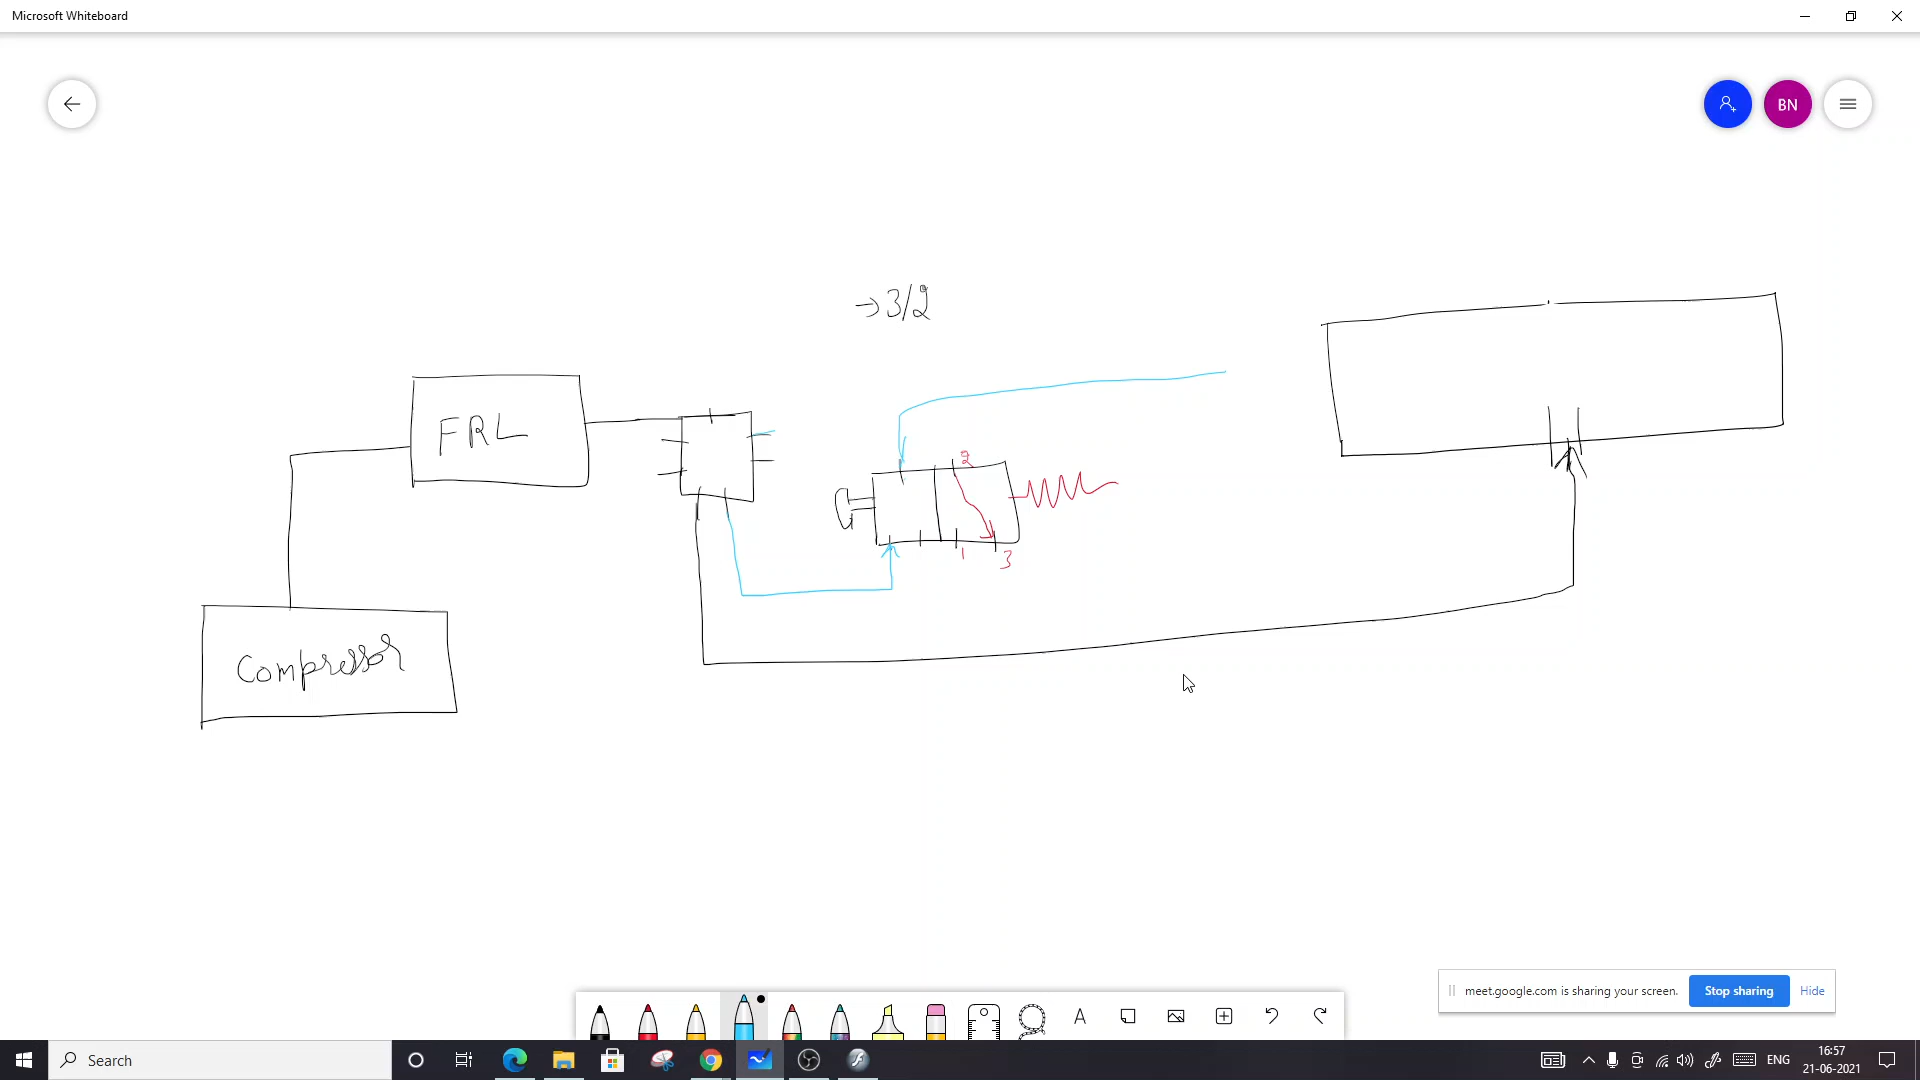 Microsoft Whiteboard
BN
→3/2
FRL
2
1
3
Compressor
meet.google.com is sharing your screen.
Stop sharing
Hide
A
Search
ENG
16:57
21-06-2021